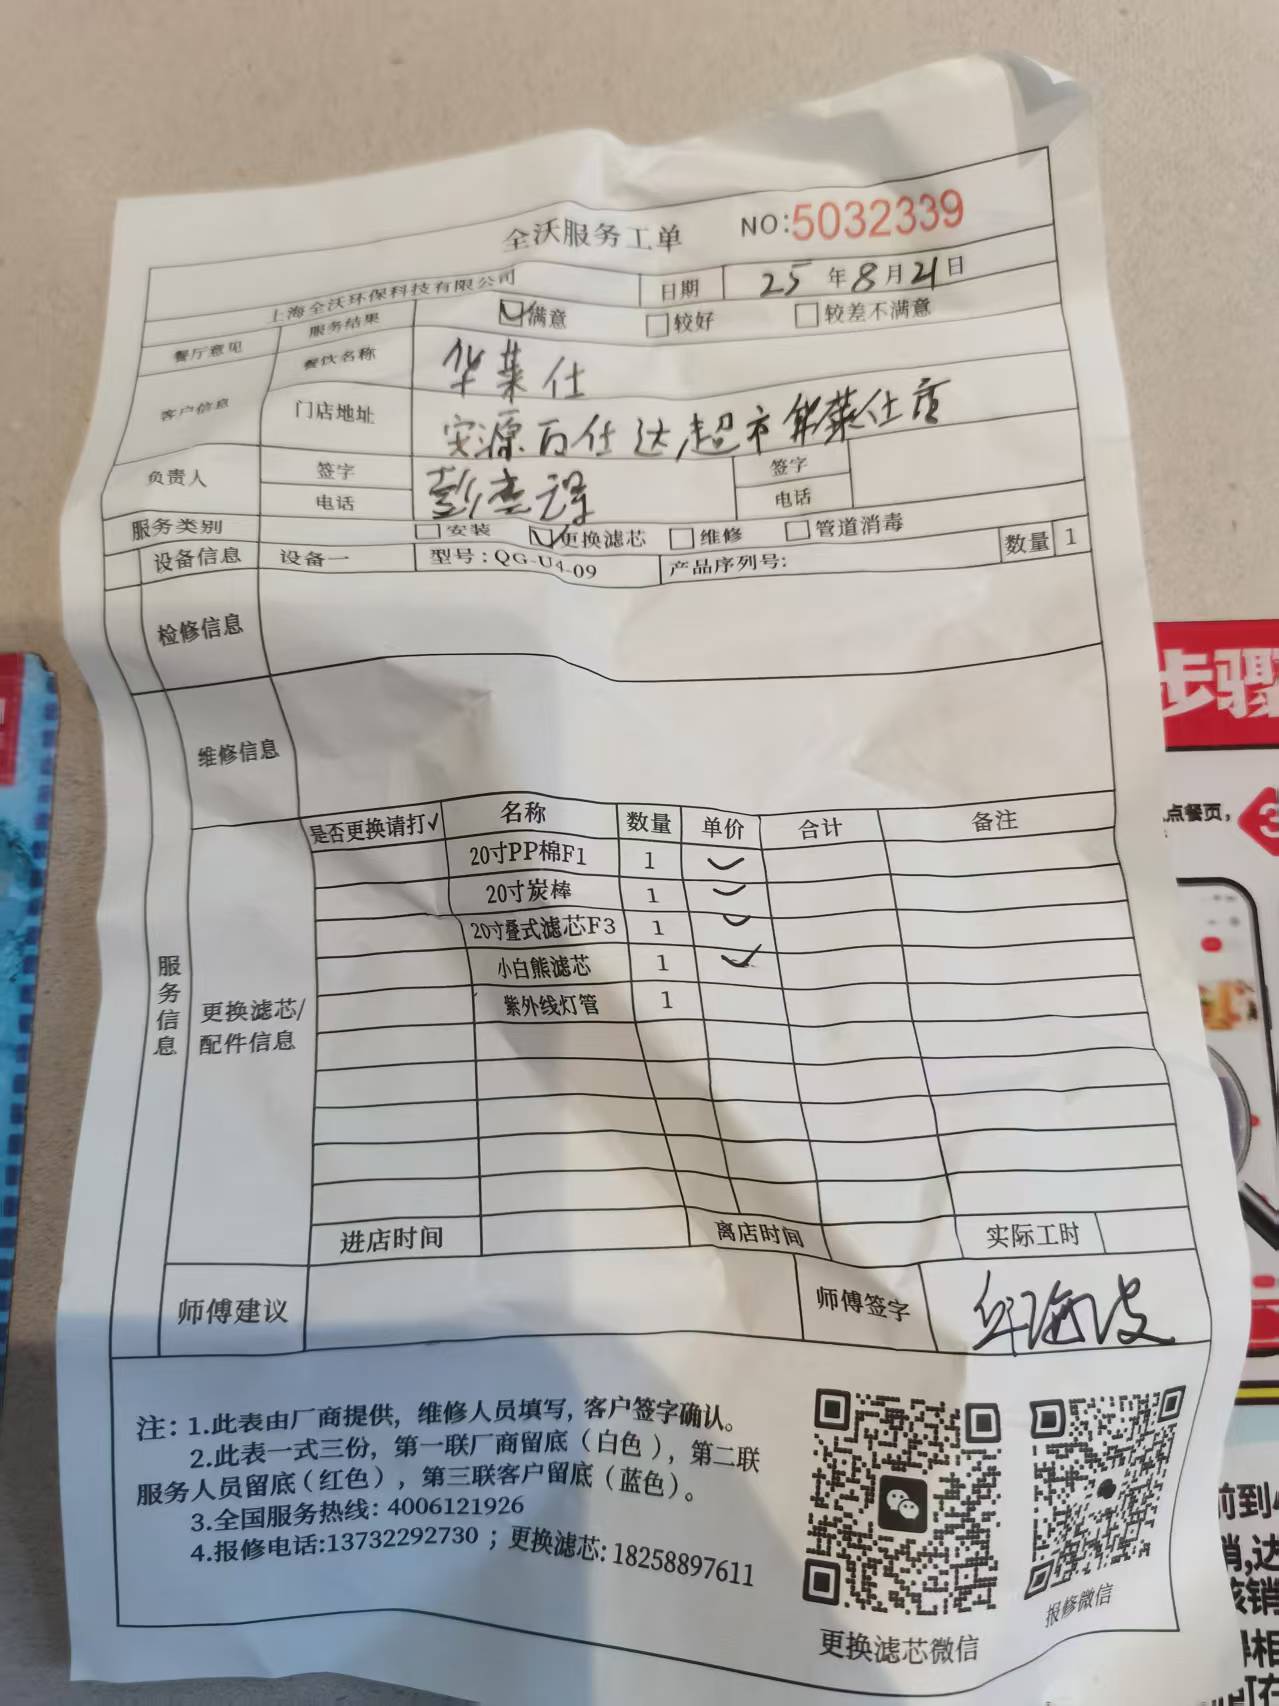 全沃服务工单 NO:5032339
上海全沃环保科技有限公司 日期 25年8月21日
餐厅意见 服务结果 满意 较好 较差不满意
客户信息 餐饮名称 华莱仕
门店地址 安源百仕达超市华莱仕店
负责人 签字 签字
电话 电话
服务类别 安装 更换滤芯 维修 管道消毒
设备信息 设备一 型号:QG-U4-09 产品序列号: 数量 1
检修信息
维修信息
服务信息
更换滤芯/
配件信息
是否更换请打√ 名称 数量 单价 合计 备注
20寸PP棉F1 1 ✓
20寸炭棒 1 ✓
20寸叠式滤芯F3 1 ✓
小白熊滤芯 1 ✓
紫外线灯管 1
进店时间 离店时间 实际工时
师傅建议 师傅签字
注：1.此表由厂商提供，维修人员填写，客户签字确认。
2.此表一式三份，第一联厂商留底（白色），第二联
服务人员留底（红色），第三联客户留底（蓝色）。
3.全国服务热线：4006121926
4.报修电话:13732292730；更换滤芯：18258897611
更换滤芯微信
报修微信
步骤
点餐页，
3